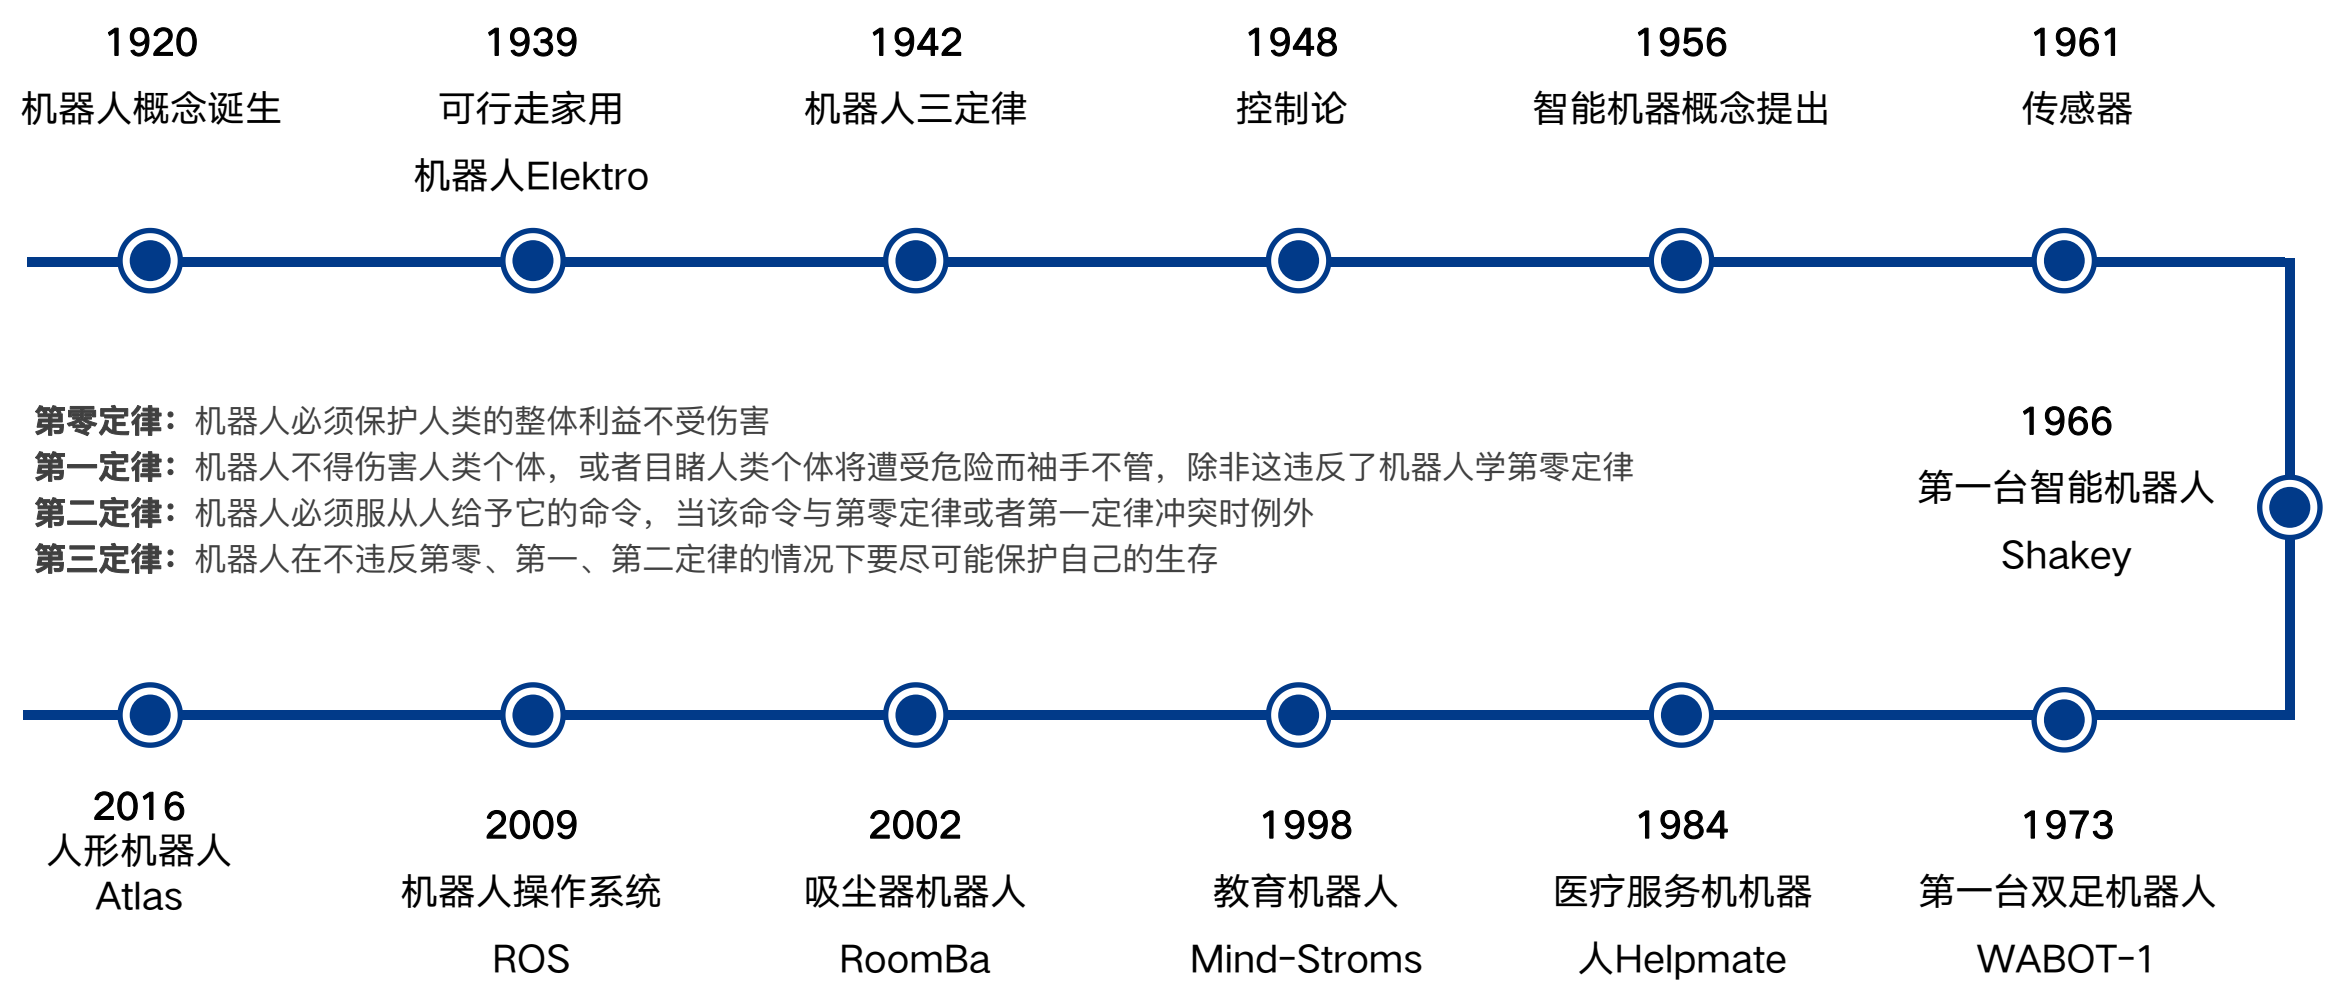 1920
机器人概念诞生
1939
可行走家用
机器人Elektro
1942
机器人三定律
1948
控制论
1956
智能机器概念提出
1961
传感器
第零定律：机器人必须保护人类的整体利益不受伤害
第一定律：机器人不得伤害人类个体，或者目睹人类个体将遭受危险而袖手不管，除非这违反了机器人学第零定律
第二定律：机器人必须服从人给予它的命令，当该命令与第零定律或者第一定律冲突时例外
第三定律：机器人在不违反第零、第一、第二定律的情况下要尽可能保护自己的生存
1966
第一台智能机器人
Shakey
2016
人形机器人
Atlas
2009
机器人操作系统
ROS
2002
吸尘器机器人
RoomBa
1998
教育机器人
Mind-Stroms
1984
医疗服务机机器
人Helpmate
1973
第一台双足机器人
WABOT-1